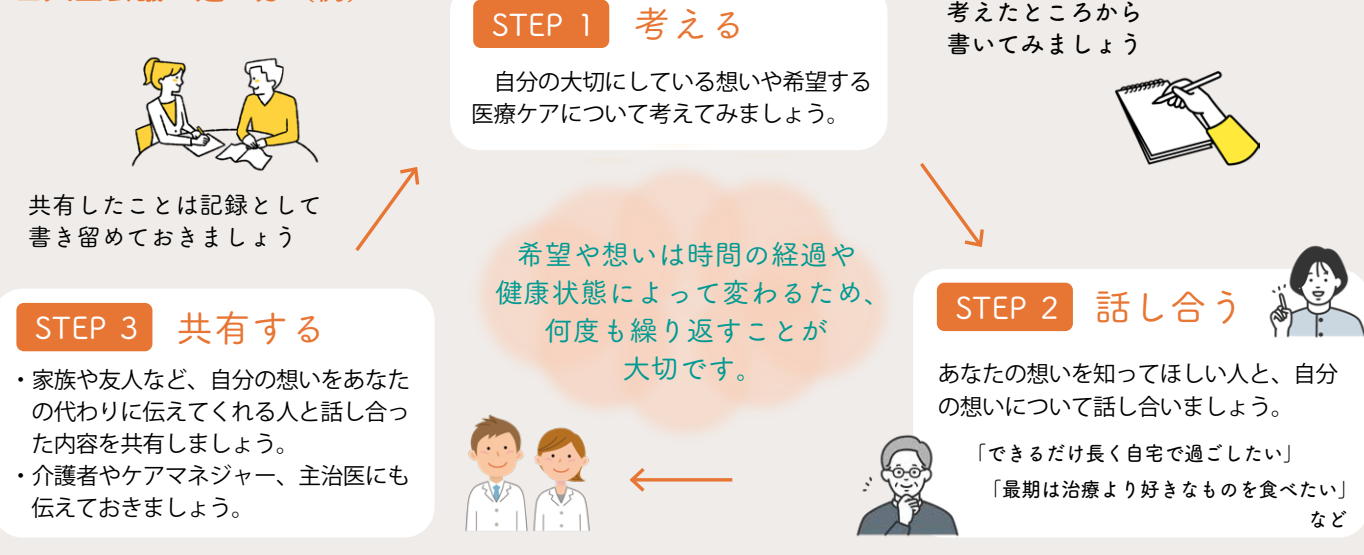 STEP 1 考える
自分の大切にしている想いや希望する
医療ケアについて考えてみましょう。
考えたところから
書いてみましょう
共有したことは記録として
書き留めておきましょう
希望や想いは時間の経過や
健康状態によって変わるため、
何度も繰り返すことが
大切です。
STEP 2 話し合う
あなたの想いを知ってほしい人と、自分
の想いについて話し合いましょう。
「できるだけ長く自宅で過ごしたい」
「最期は治療より好きなものを食べたい」
など
STEP 3 共有する
・家族や友人など、自分の想いをあなた
の代わりに伝えてくれる人と話し合っ
た内容を共有しましょう。
・介護者やケアマネジャー、主治医にも
伝えておきましょう。